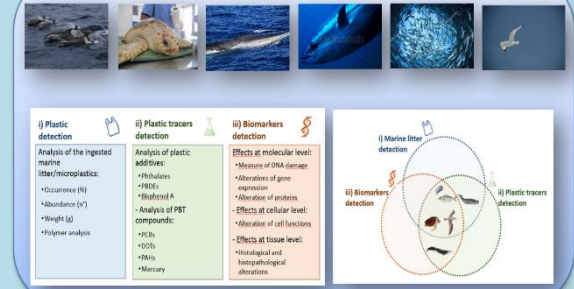 i) Plastic
detection
Analysis of the ingested
marine
litter/microplastics:
•Occurrence (%)
•Abundance (n°)
•Weight (g)
•Polymer analysis
ii) Plastic tracers
detection
Analysis of plastic
additives:
•Phthalates
•PBDEs
•Bisphenol A
- Analysis of PBT
compounds:
•PCBs
•DDTs
•PAHs
•Mercury
iii) Biomarkers
detection
Effects at molecular level:
•Measure of DNA damage
•Alterations of gene
expression
•Alteration of proteins
- Effects at cellular level:
•Alteration of cell functions
- Effects at tissue level:
•Histological and
histopathological
alterations
i) Marine litter
detection
iii) Biomarkers
detection
ii) Plastic tracers
detection